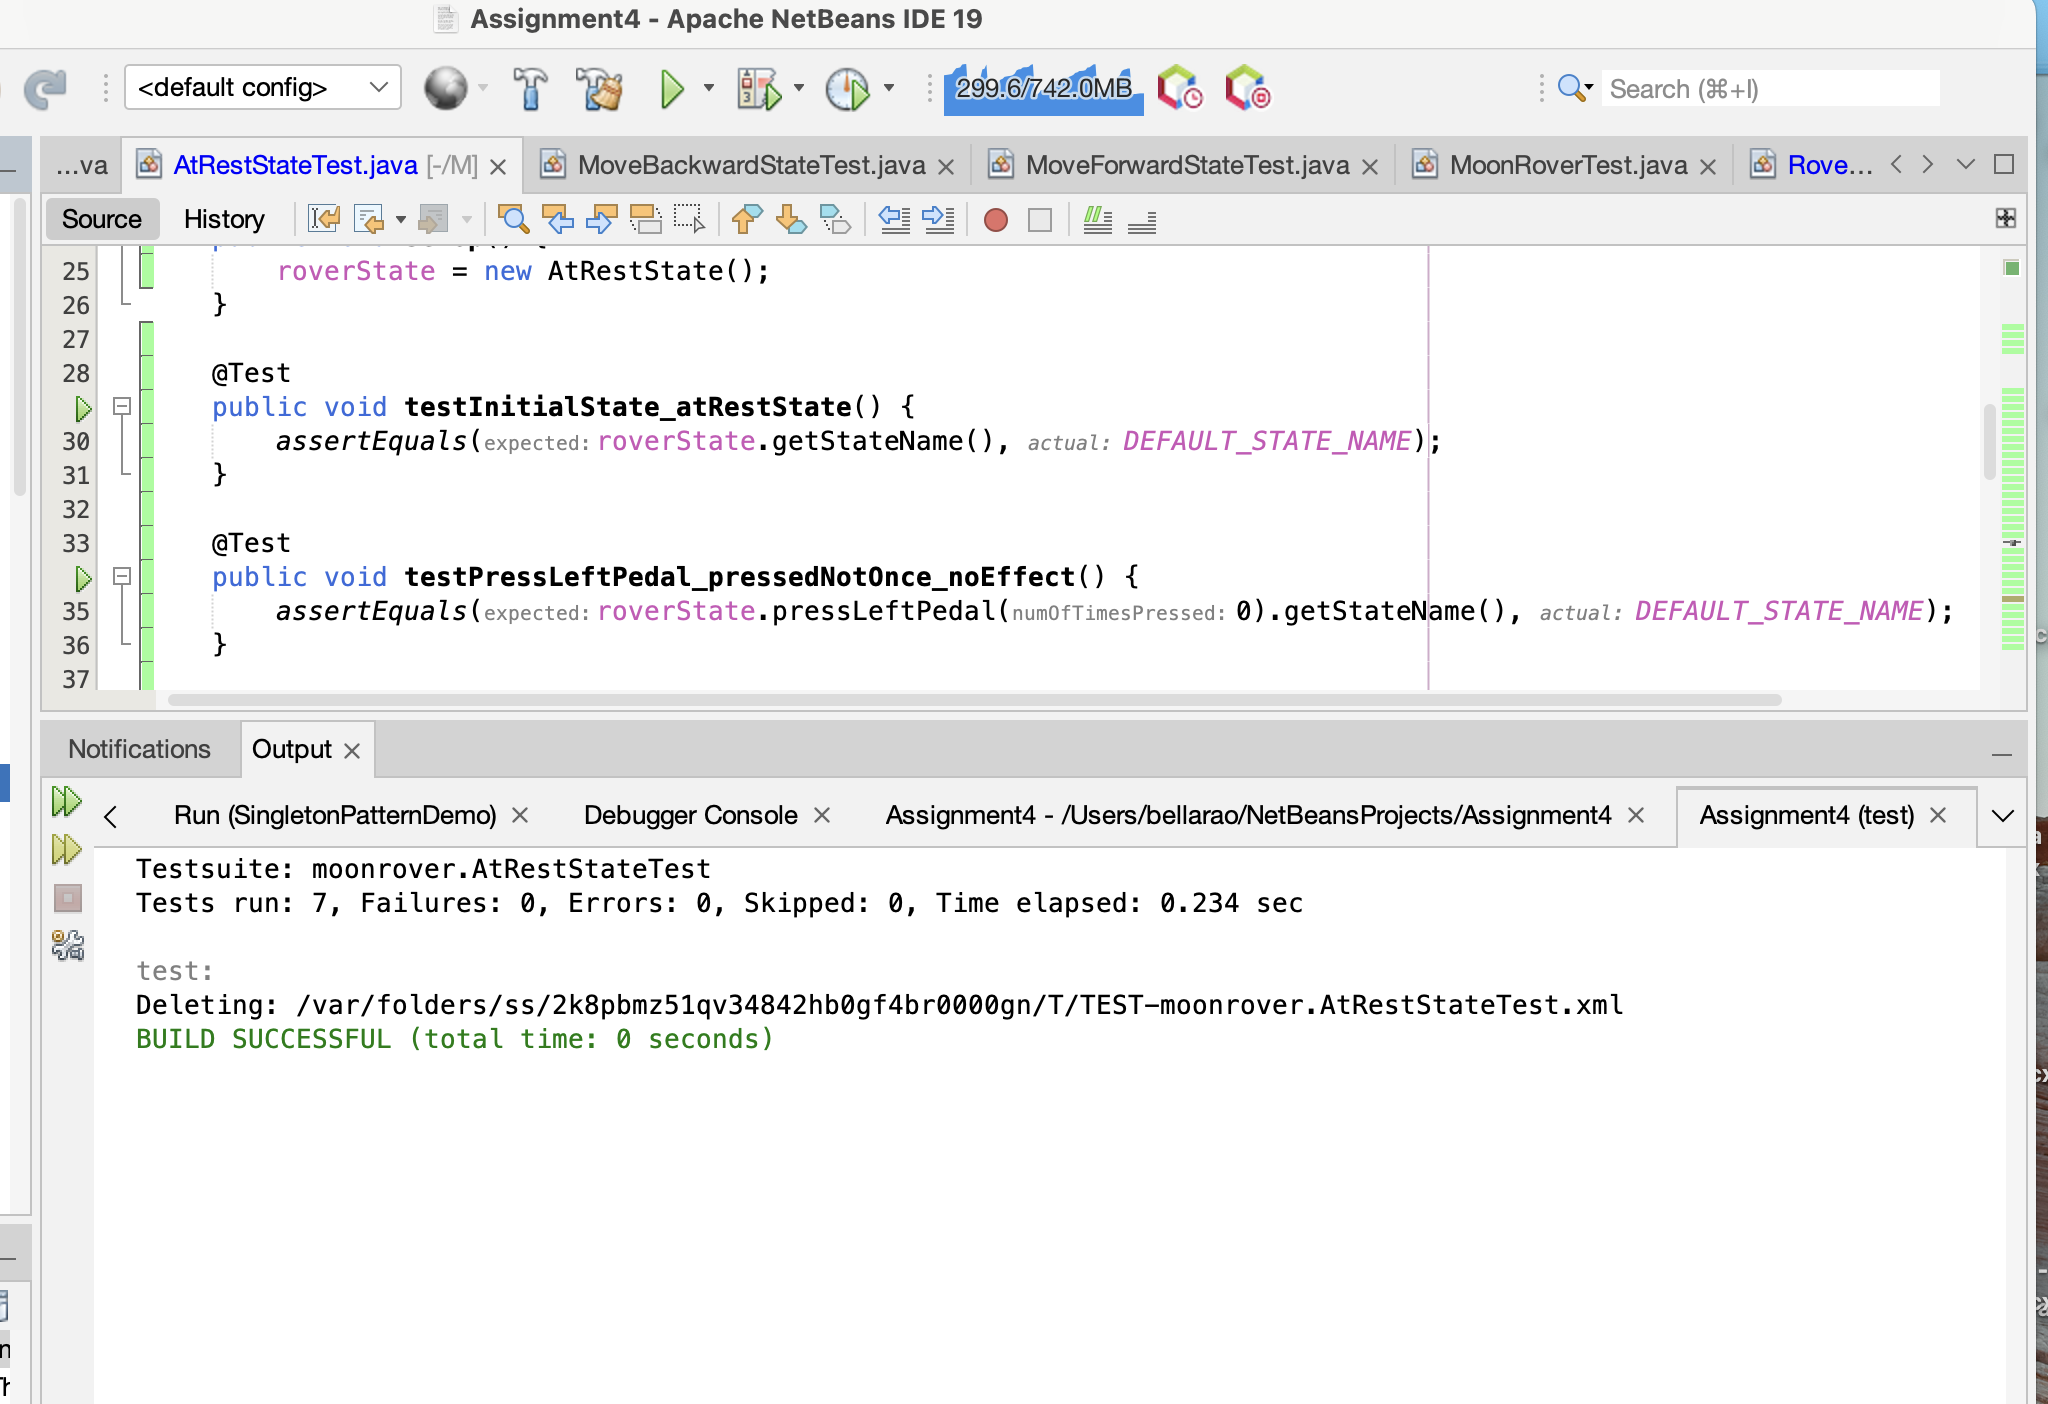 Assignment4 - Apache NetBeans IDE 19
<default config>
299.6/742.0MB
Search (⌘+I)
...va
AtRestStateTest.java [-/M]
MoveBackwardStateTest.java
MoveForwardStateTest.java
MoonRoverTest.java
Rove...
Source
History
25 roverState = new AtRestState();
26 }
27
28 @Test
public void testInitialState_atRestState() {
30 assertEquals(expected: roverState.getStateName(), actual: DEFAULT_STATE_NAME);
31 }
32
33 @Test
public void testPressLeftPedal_pressedNotOnce_noEffect() {
35 assertEquals(expected: roverState.pressLeftPedal(numOfTimesPressed: 0).getStateName(), actual: DEFAULT_STATE_NAME);
36 }
37
Notifications
Output
Run (SingletonPatternDemo)
Debugger Console
Assignment4 - /Users/bellarao/NetBeansProjects/Assignment4
Assignment4 (test)
Testsuite: moonrover.AtRestStateTest
Tests run: 7, Failures: 0, Errors: 0, Skipped: 0, Time elapsed: 0.234 sec
test:
Deleting: /var/folders/ss/2k8pbmz51qv34842hb0gf4br0000gn/T/TEST-moonrover.AtRestStateTest.xml
BUILD SUCCESSFUL (total time: 0 seconds)